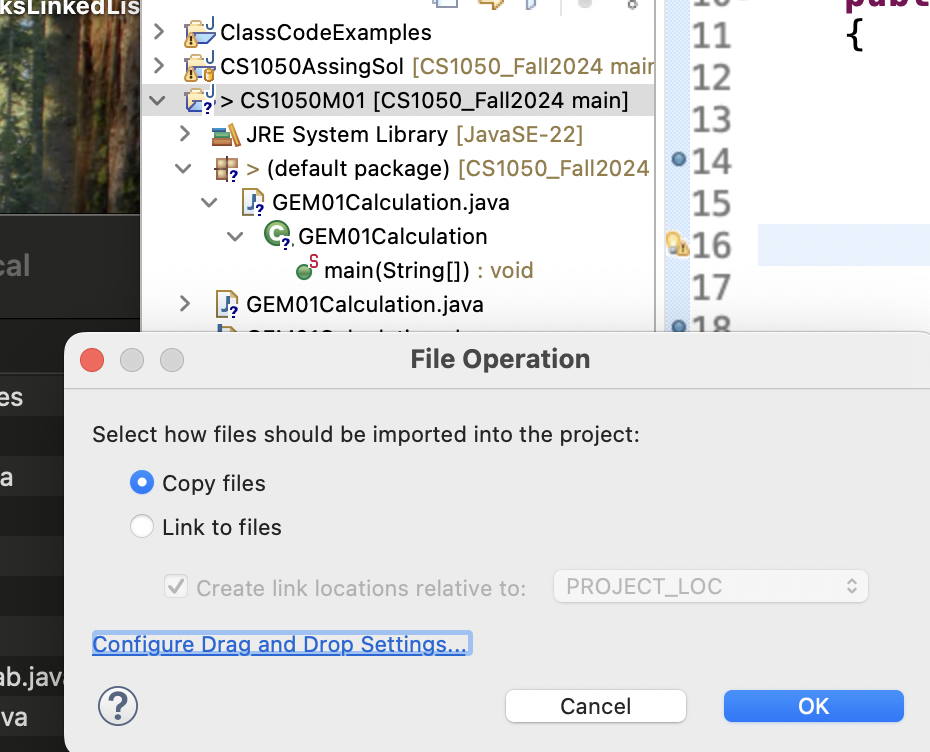 ksLinkedLis
ClassCodeExamples
CS1050AssingSol [CS1050_Fall2024 main
> CS1050M01 [CS1050_Fall2024 main]
JRE System Library [JavaSE-22]
> (default package) [CS1050_Fall2024
GEM01Calculation.java
GEM01Calculation
main(String[]) : void
GEM01Calculation.java
10
publ
11
{
12
13
14
15
16
17
18
cal
es
a
ab.java
va
File Operation
Select how files should be imported into the project:
Copy files
Link to files
Create link locations relative to:
PROJECT_LOC
Configure Drag and Drop Settings...
?
Cancel
OK